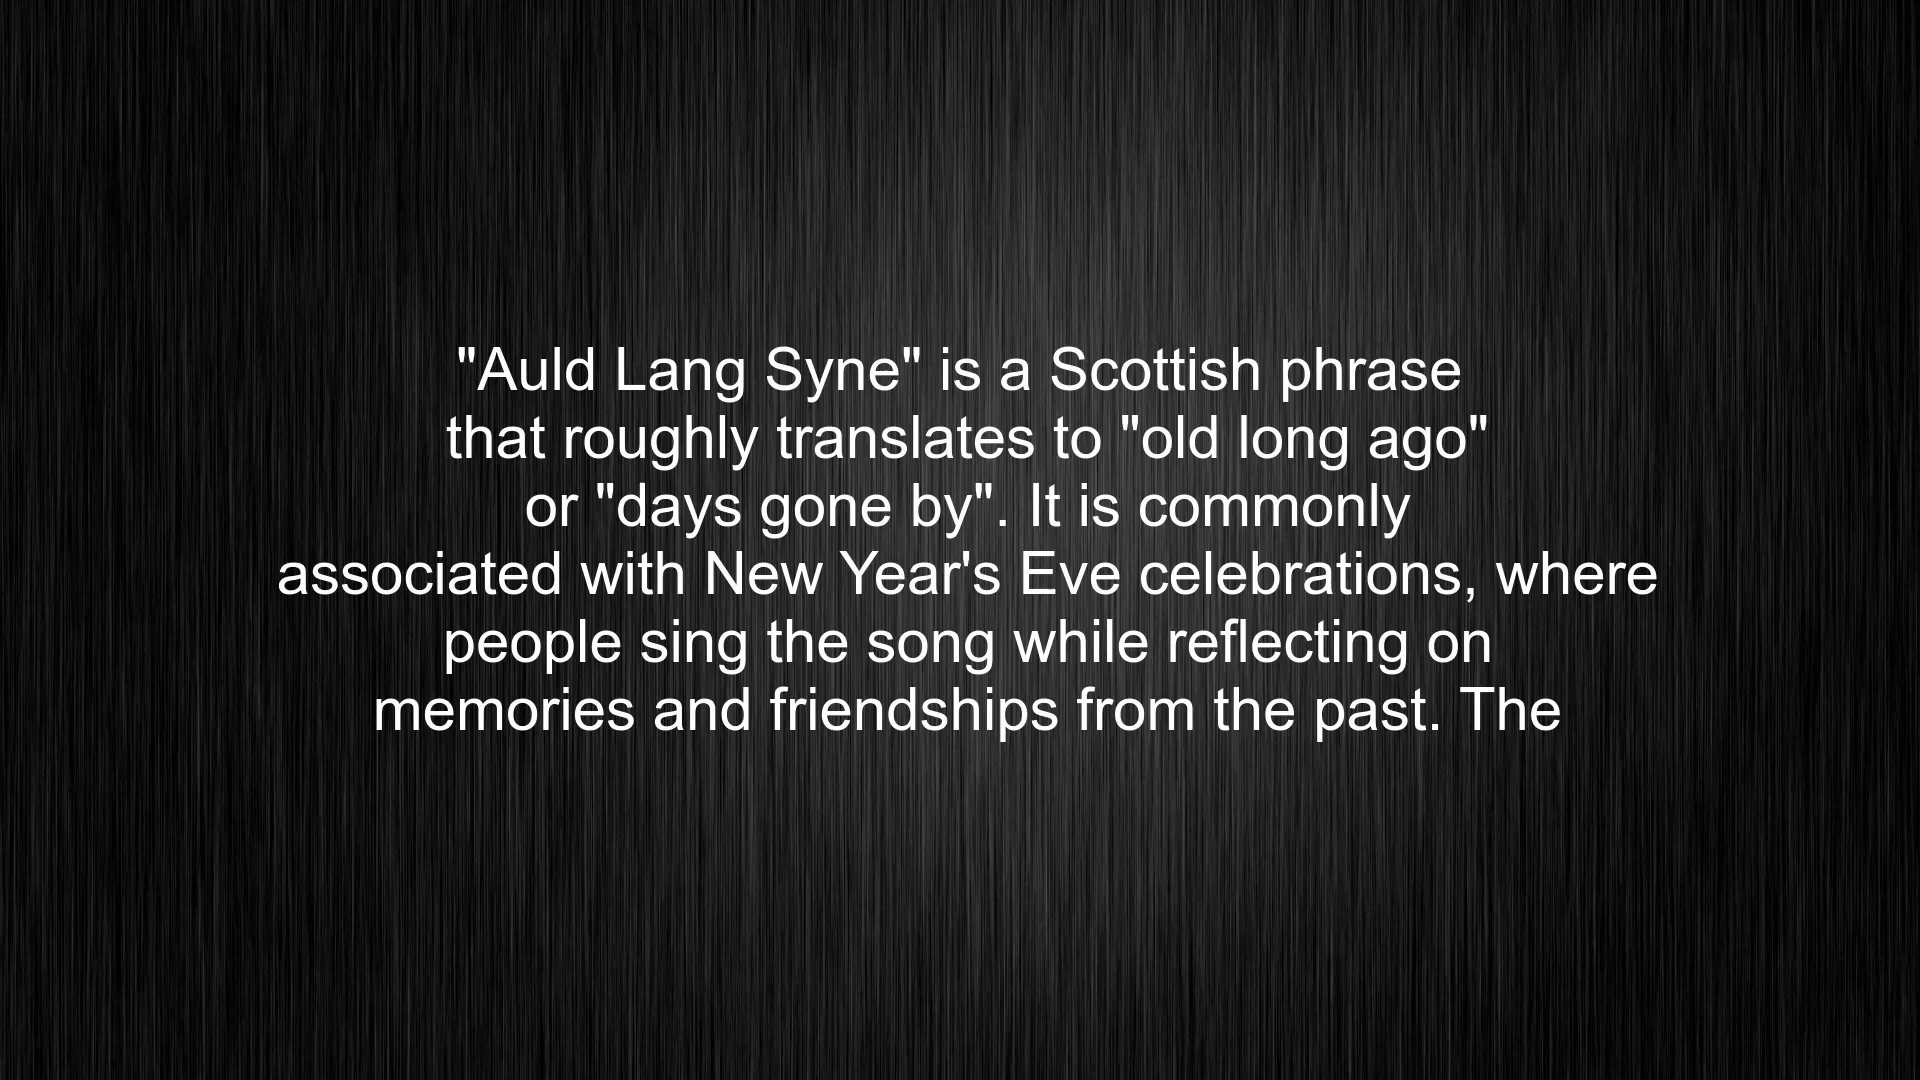 "Auld Lang Syne" is a Scottish phrase
that roughly translates to "old long ago"
or "days gone by". It is commonly
associated with New Year's Eve celebrations, where
people sing the song while reflecting on
memories and friendships from the past. The